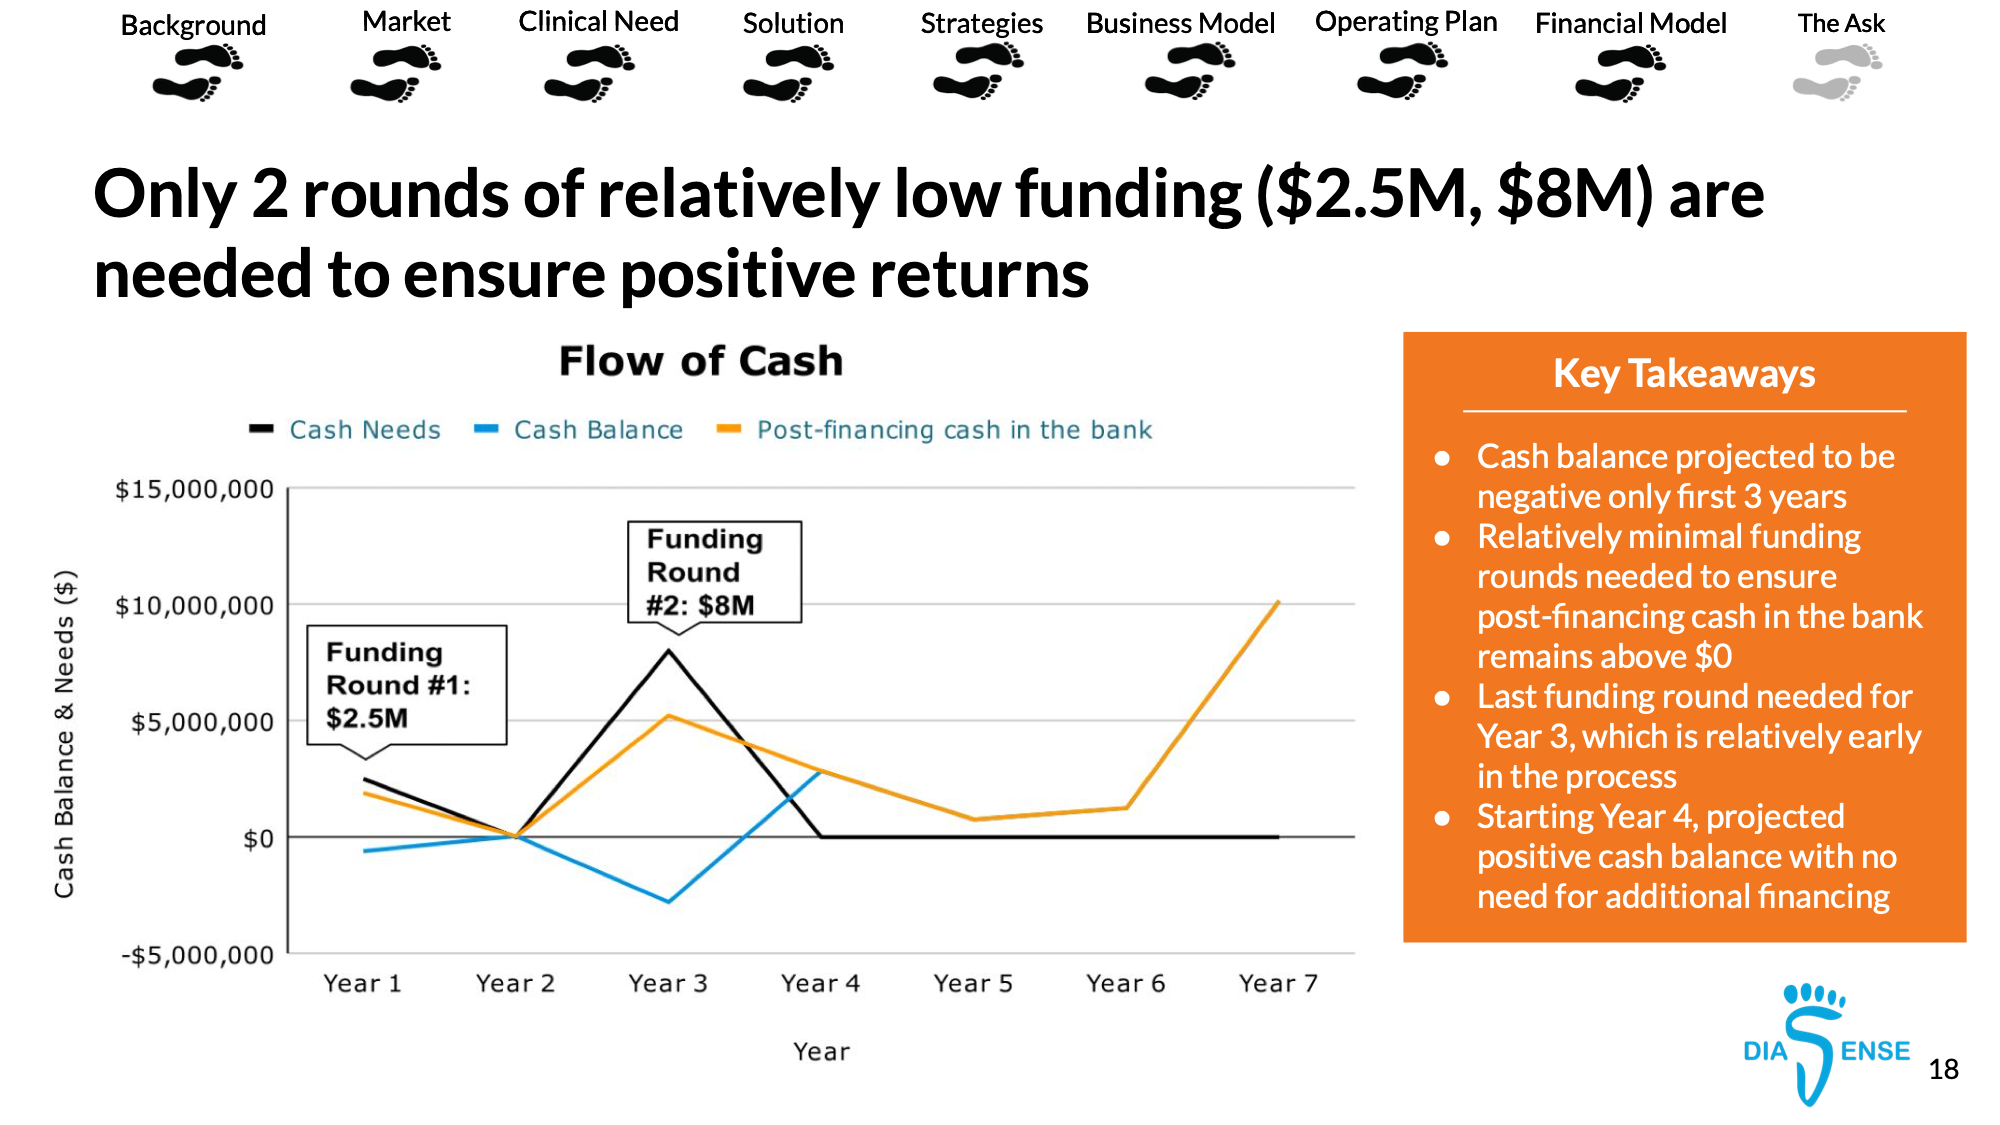 Background
Market
Clinical Need
Solution
Strategies
Business Model
Operating Plan
Financial Model
The Ask
Only 2 rounds of relatively low funding ($2.5M, $8M) are
needed to ensure positive returns
Flow of Cash
Cash Needs
Cash Balance
Post-financing cash in the bank
Cash Balance & Needs ($)
$15,000,000
$10,000,000
$5,000,000
$0
-$5,000,000
Funding
Round #1:
$2.5M
Funding
Round
#2: $8M
Year 1
Year 2
Year 3
Year 4
Year 5
Year 6
Year 7
Year
Key Takeaways
● Cash balance projected to be
negative only first 3 years
● Relatively minimal funding
rounds needed to ensure
post-financing cash in the bank
remains above $0
● Last funding round needed for
Year 3, which is relatively early
in the process
● Starting Year 4, projected
positive cash balance with no
need for additional financing
DIASENSE
18